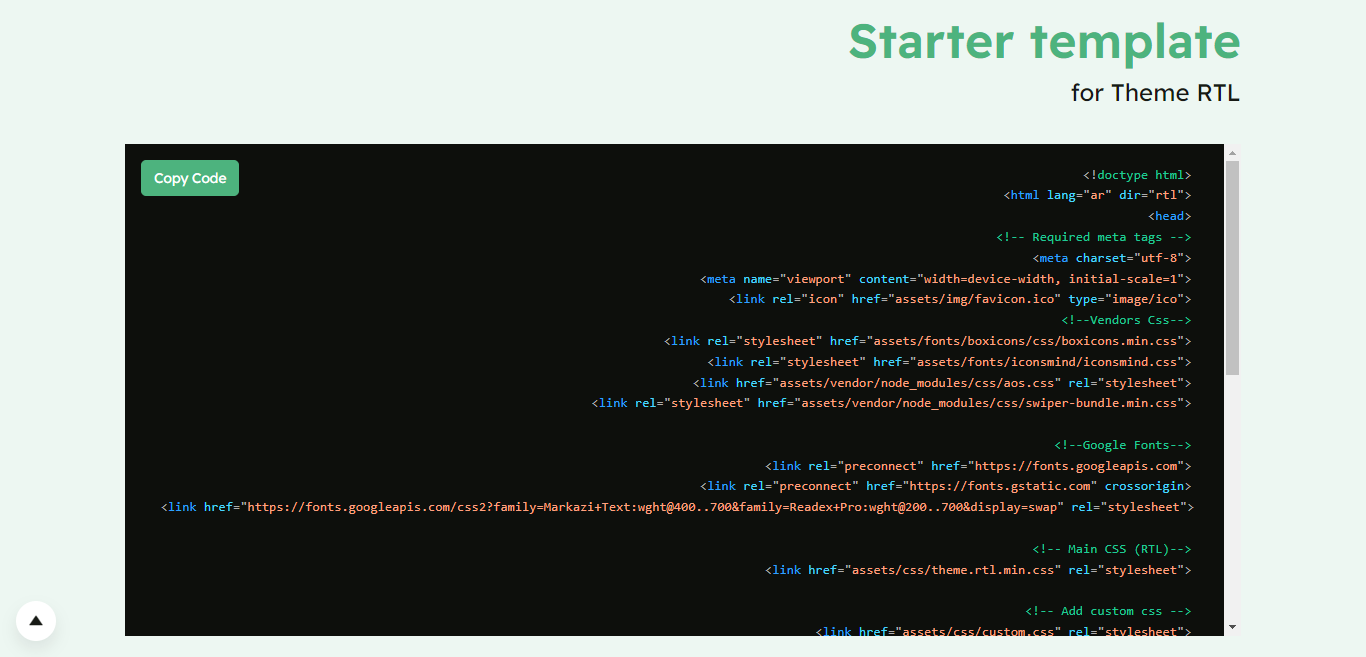 Starter template
for Theme RTL
Copy Code
<!doctype html>
<html lang="ar" dir="rtl">
<head>
<!-- Required meta tags -->
<meta charset="utf-8">
<meta name="viewport" content="width=device-width, initial-scale=1">
<link rel="icon" href="assets/img/favicon.ico" type="image/ico">
<!--Vendors Css-->
<link rel="stylesheet" href="assets/fonts/boxicons/css/boxicons.min.css">
<link rel="stylesheet" href="assets/fonts/iconsmind/iconsmind.css">
<link href="assets/vendor/node_modules/css/aos.css" rel="stylesheet">
<link rel="stylesheet" href="assets/vendor/node_modules/css/swiper-bundle.min.css">
<!--Google Fonts-->
<link rel="preconnect" href="https://fonts.googleapis.com">
<link rel="preconnect" href="https://fonts.gstatic.com" crossorigin>
<link href="https://fonts.googleapis.com/css2?family=Markazi+Text:wght@400..700&family=Readex+Pro:wght@200..700&display=swap" rel="stylesheet">
<!-- Main CSS (RTL)-->
<link href="assets/css/theme.rtl.min.css" rel="stylesheet">
<!-- Add custom css -->
<link href="assets/css/custom.css" rel="stylesheet">